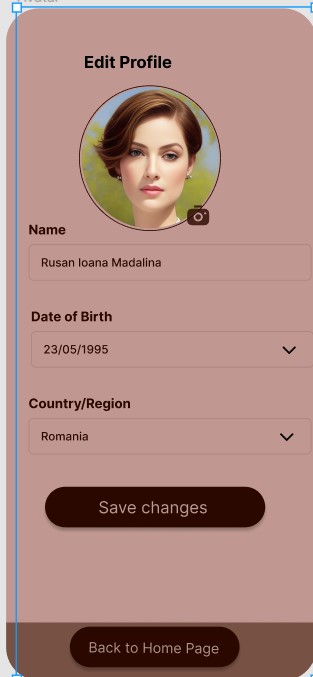 Edit Profile
Name
Rusan Ioana Madalina
Date of Birth
23/05/1995
Country/Region
Romania
Save changes
Back to Home Page